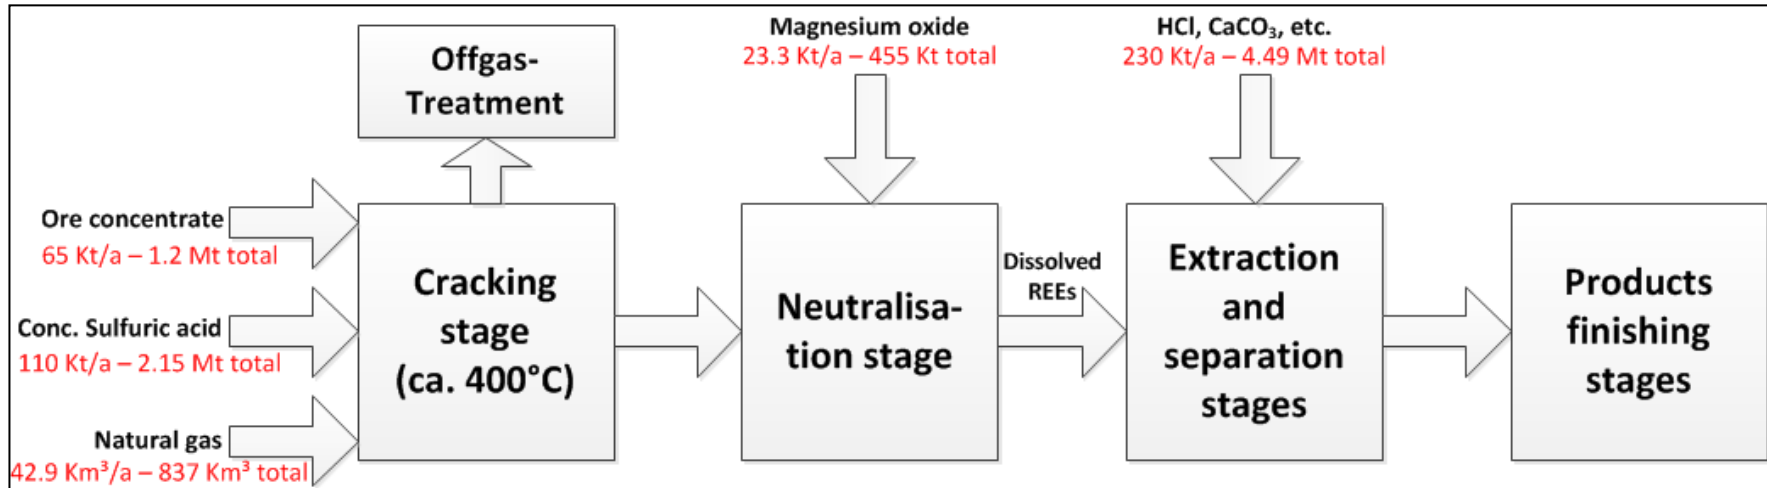 Offgas-
Treatment
Magnesium oxide
23.3 Kt/a – 455 Kt total
HCl, CaCO₃, etc.
230 Kt/a – 4.49 Mt total
Ore concentrate
65 Kt/a – 1.2 Mt total
Conc. Sulfuric acid
110 Kt/a – 2.15 Mt total
Natural gas
42.9 Km³/a – 837 Km³ total
Cracking
stage
(ca. 400°C)
Neutralisa-
tion stage
Dissolved
REEs
Extraction
and
separation
stages
Products
finishing
stages